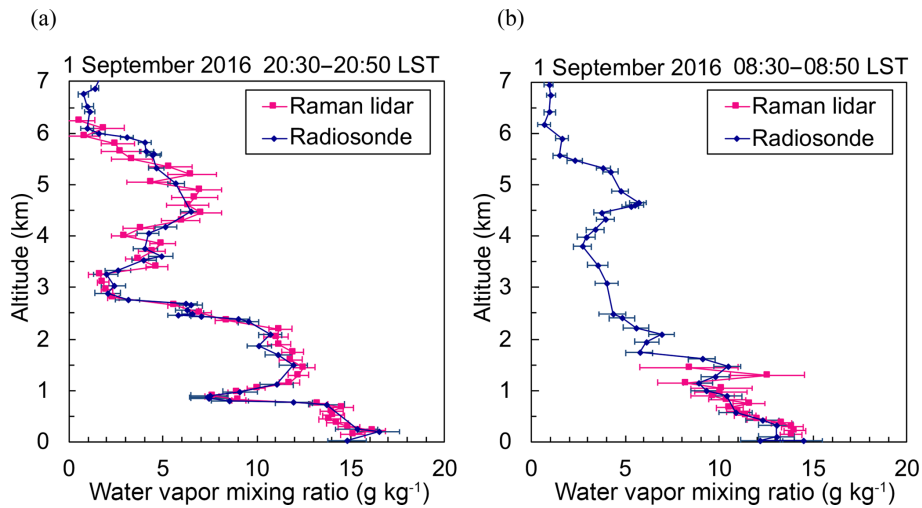 (a)
1 September 2016 20:30–20:50 LST
Raman lidar
Radiosonde
Altitude (km)
7
6
5
4
3
2
1
0
0 5 10 15 20
Water vapor mixing ratio (g kg⁻¹)
(b)
1 September 2016 08:30–08:50 LST
Raman lidar
Radiosonde
Altitude (km)
7
6
5
4
3
2
1
0
0 5 10 15 20
Water vapor mixing ratio (g kg⁻¹)